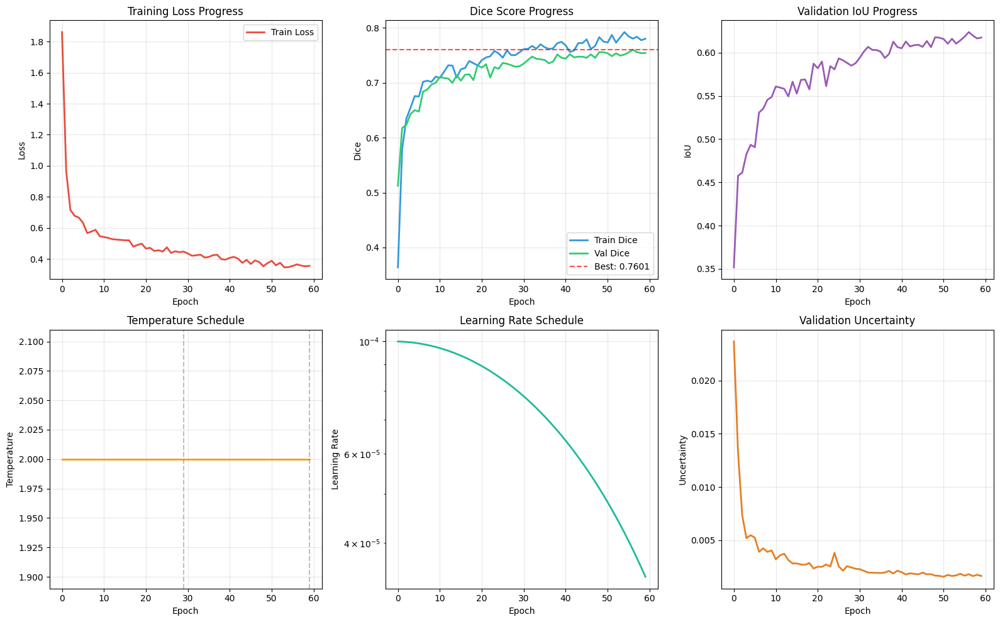 Training Loss Progress
Train Loss
1.8
1.6
1.4
1.2
1.0
0.8
0.6
0.4
Loss
0 10 20 30 40 50 60
Epoch
Dice Score Progress
0.8
0.7
0.6
0.5
0.4
Dice
Train Dice
Val Dice
Best: 0.7601
0 10 20 30 40 50 60
Epoch
Validation IoU Progress
0.60
0.55
0.50
0.45
0.40
0.35
IoU
0 10 20 30 40 50 60
Epoch
Temperature Schedule
2.100
2.075
2.050
2.025
2.000
1.975
1.950
1.925
1.900
Temperature
0 10 20 30 40 50 60
Epoch
Learning Rate Schedule
10⁻⁴
6 × 10⁻⁵
4 × 10⁻⁵
Learning Rate
0 10 20 30 40 50 60
Epoch
Validation Uncertainty
0.020
0.015
0.010
0.005
Uncertainty
0 10 20 30 40 50 60
Epoch